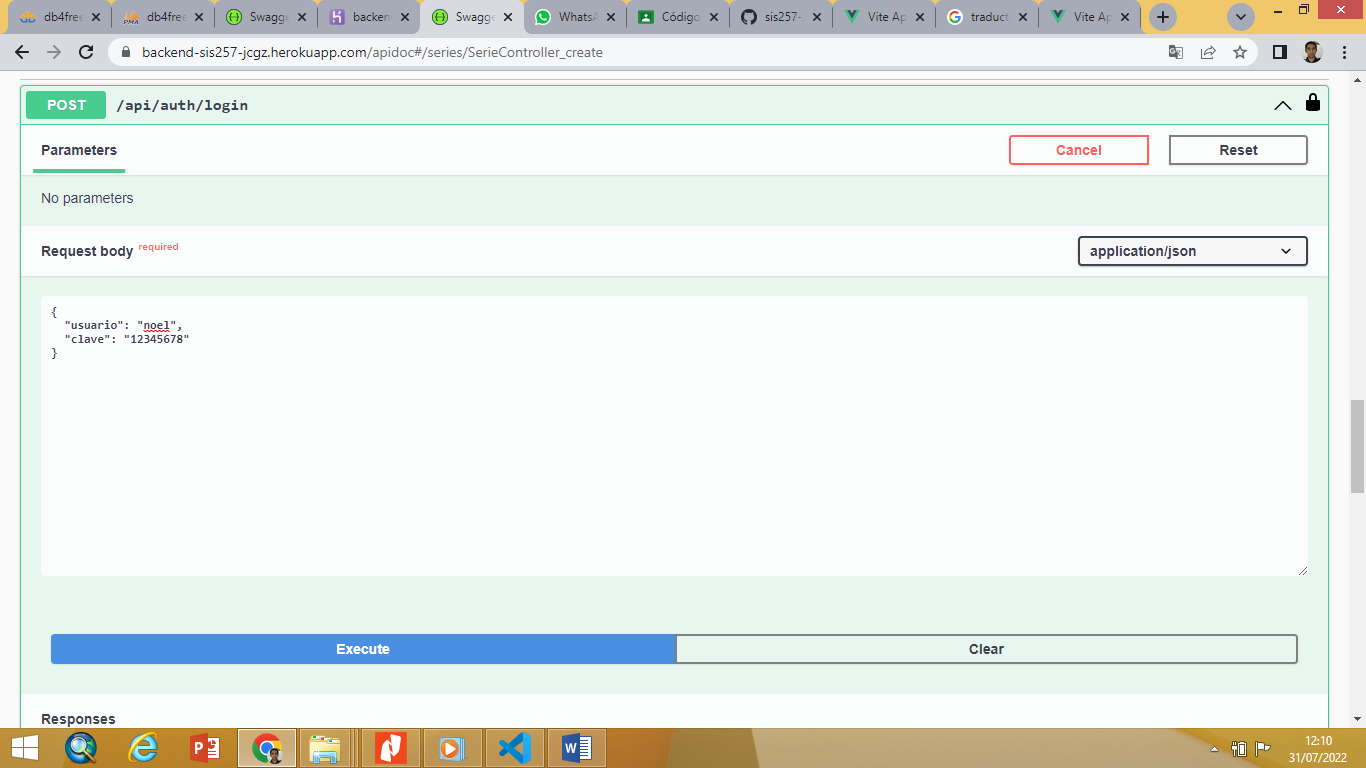 db4free
db4free
Swagge
backen
Swagge
WhatsA
Código
sis257-
Vite Ap
traduct
Vite Ap
backend-sis257-jcgz.herokuapp.com/apidoc#/series/SerieController_create
POST /api/auth/login
Parameters
Cancel
Reset
No parameters
Request body required
application/json
{
"usuario": "noel",
"clave": "12345678"
}
Execute
Clear
Responses
12:10
31/07/2022